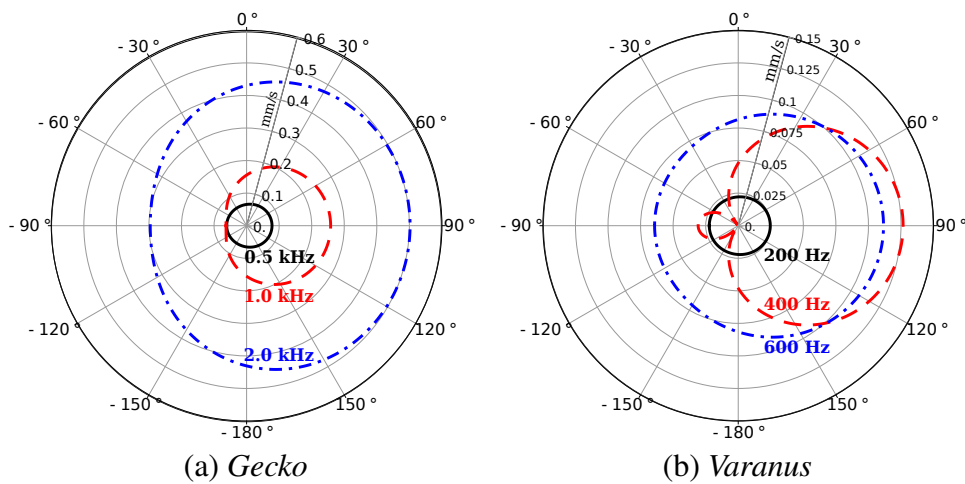 0 °
- 30 °
30 °
- 60 °
60 °
- 90 °
90 °
- 120 °
120 °
- 150 °
150 °
- 180 °
0.6
0.5
0.4
0.3
0.2
0.1
0.
mm/s
0.5 kHz
1.0 kHz
2.0 kHz
(a) Gecko
0 °
- 30 °
30 °
- 60 °
60 °
- 90 °
90 °
- 120 °
120 °
- 150 °
150 °
- 180 °
0.15
0.125
0.1
0.075
0.05
0.025
0.
mm/s
200 Hz
400 Hz
600 Hz
(b) Varanus